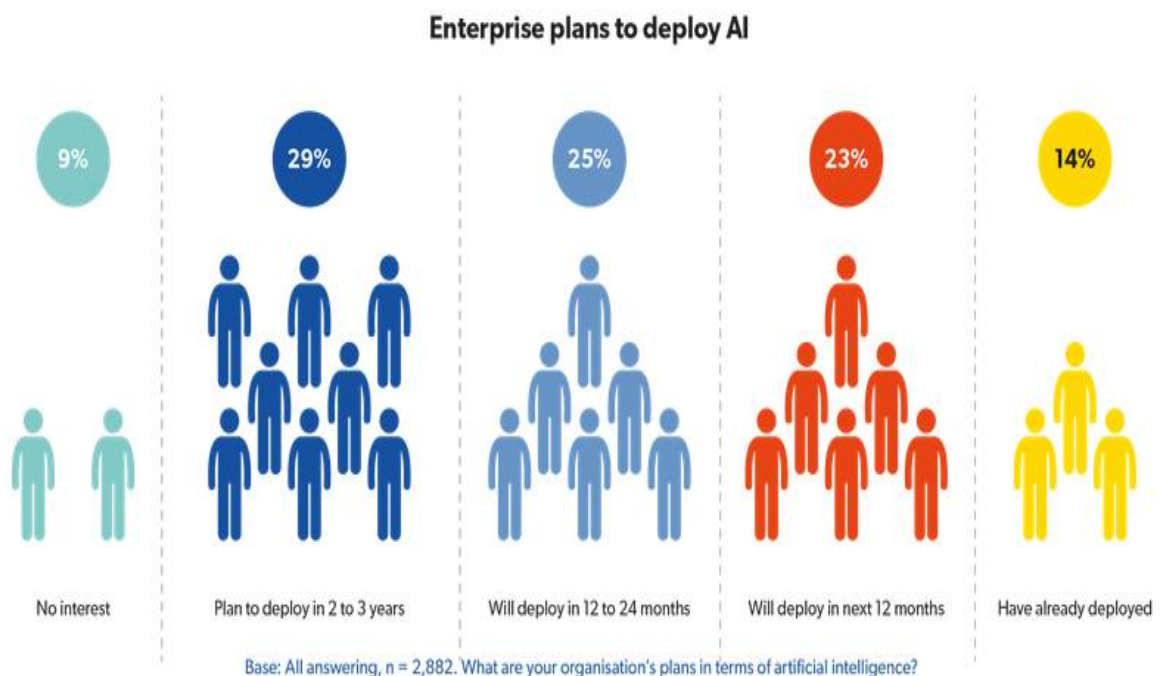 Enterprise plans to deploy AI
9%
29%
25%
23%
14%
No interest
Plan to deploy in 2 to 3 years
Will deploy in 12 to 24 months
Will deploy in next 12 months
Have already deployed
Base: All answering, n = 2,882. What are your organisation's plans in terms of artificial intelligence?